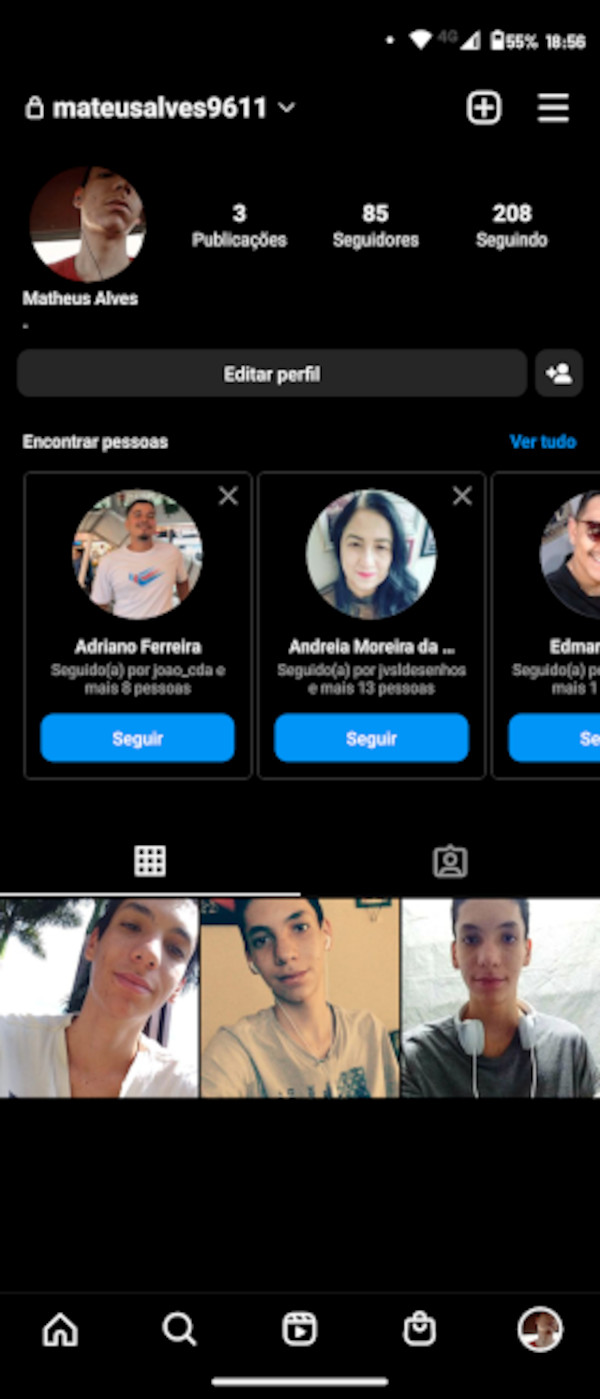 4G 55% 18:56
mateusalves9611
3 85 208
Publicações Seguidores Seguindo
Matheus Alves
-
Editar perfil
Encontrar pessoas Ver tudo
Adriano Ferreira
Seguido(a) por joao_cda e
mais 8 pessoas
Seguir
Andreia Moreira da ...
Seguido(a) por jvsldesenhos
e mais 13 pessoas
Seguir
Edmar
Seguido(a) p
mais 1
Se